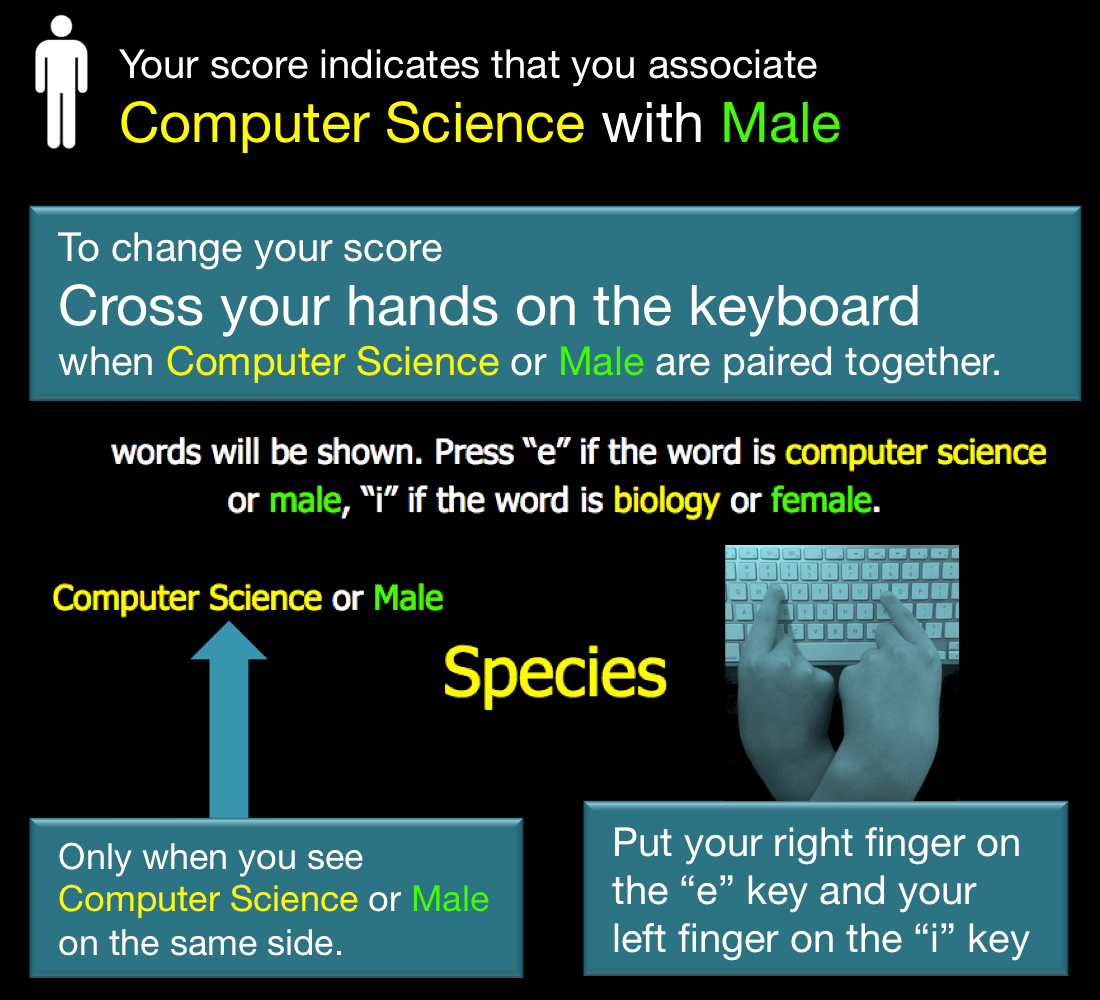 Your score indicates that you associate
Computer Science with Male
To change your score
Cross your hands on the keyboard
when Computer Science or Male are paired together.
words will be shown. Press “e” if the word is computer science
or male, “i” if the word is biology or female.
Computer Science or Male
Species
Only when you see
Computer Science or Male
on the same side.
Put your right finger on
the “e” key and your
left finger on the “i” key